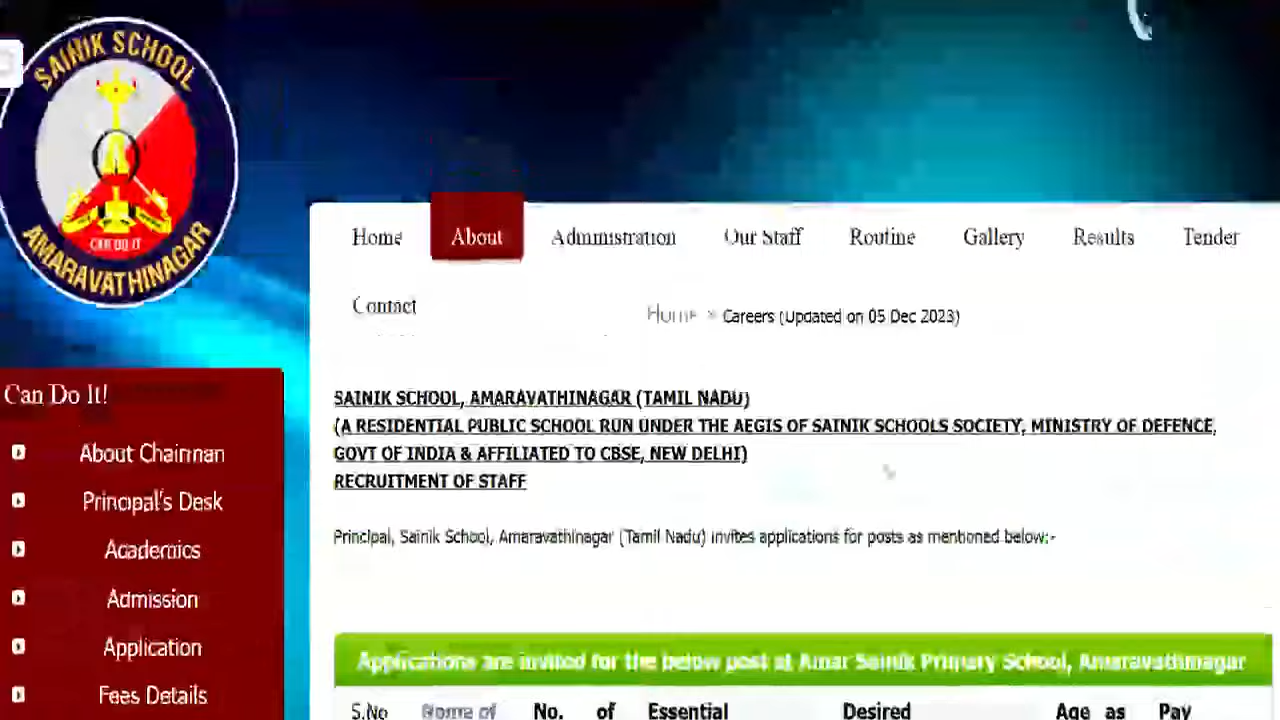 SAINIK SCHOOL
AMARAVATHINAGAR
CAN DO IT
Home About Administration Our Staff Routine Gallery Results Tender
Contact
Home » Careers (Updated on 05 Dec 2023)
Can Do It!
About Chairman
Principal's Desk
Academics
Admission
Application
Fees Details
SAINIK SCHOOL, AMARAVATHINAGAR (TAMIL NADU)
(A RESIDENTIAL PUBLIC SCHOOL RUN UNDER THE AEGIS OF SAINIK SCHOOLS SOCIETY, MINISTRY OF DEFENCE,
GOVT OF INDIA & AFFILIATED TO CBSE, NEW DELHI)
RECRUITMENT OF STAFF
Principal, Sainik School, Amaravathinagar (Tamil Nadu) invites applications for posts as mentioned below:-
Applications are invited for the below post at Amar Sainik Primary School, Amaravathinagar
S.No Name of No. of Essential Desired Age as Pay